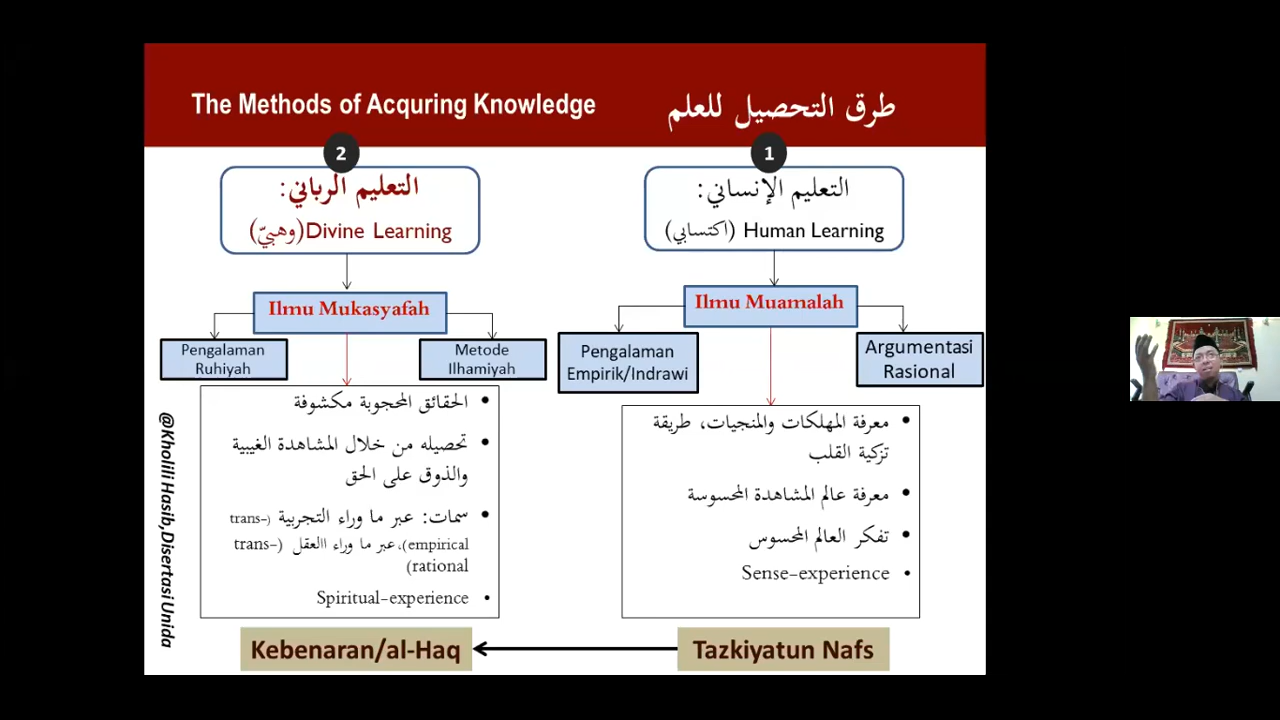 The Methods of Acquring Knowledge
طرق التحصيل للعلم
2
التعليم الرباني:
Divine Learning(وهبيّ)
Ilmu Mukasyafah
Pengalaman
Ruhiyah
Metode
Ilhamiyah
• الحقائق المحجوبة مكشوفة
• تحصيله من خلال المشاهدة الغيبية
والذوق على الحق
• سمات: عبر ما وراء التجربية (trans-
empirical)،عبر ما وراء االعقل (trans-
rational)
• Spiritual-experience
Kebenaran/al-Haq
1
التعليم الإنساني:
Human Learning (اكتسابي)
Ilmu Muamalah
Pengalaman
Empirik/Indrawi
Argumentasi
Rasional
• معرفة المهلكات والمنجيات، طريقة
تزكية القلب
• معرفة عالم المشاهدة المحسوسة
• تفكر العالم المحسوس
• Sense-experience
Tazkiyatun Nafs
@Kholili Hasib,Disertasi Unida